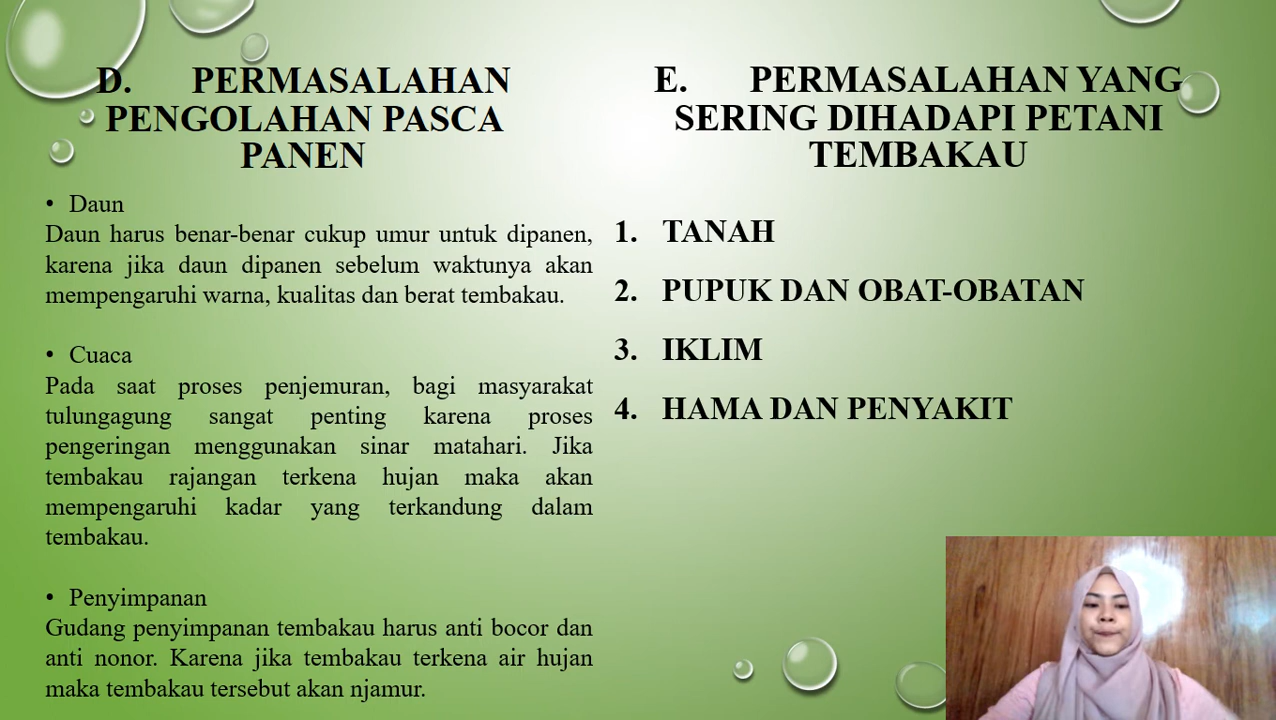 D. PERMASALAHAN
PENGOLAHAN PASCA
PANEN
• Daun
Daun harus benar-benar cukup umur untuk dipanen,
karena jika daun dipanen sebelum waktunya akan
mempengaruhi warna, kualitas dan berat tembakau.
• Cuaca
Pada saat proses penjemuran, bagi masyarakat
tulungagung sangat penting karena proses
pengeringan menggunakan sinar matahari. Jika
tembakau rajangan terkena hujan maka akan
mempengaruhi kadar yang terkandung dalam
tembakau.
• Penyimpanan
Gudang penyimpanan tembakau harus anti bocor dan
anti nonor. Karena jika tembakau terkena air hujan
maka tembakau tersebut akan njamur.
E. PERMASALAHAN YANG
SERING DIHADAPI PETANI
TEMBAKAU
1. TANAH
2. PUPUK DAN OBAT-OBATAN
3. IKLIM
4. HAMA DAN PENYAKIT